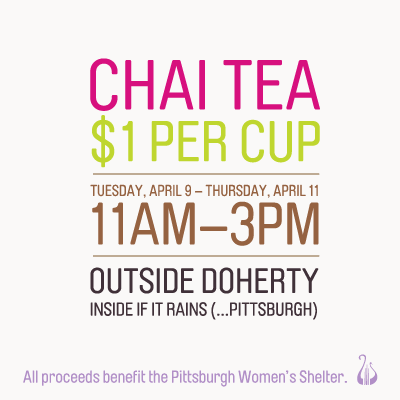 CHAI TEA
$1 PER CUP
TUESDAY, APRIL 9 – THURSDAY, APRIL 11
11AM–3PM
OUTSIDE DOHERTY
INSIDE IF IT RAINS (...PITTSBURGH)
All proceeds benefit the Pittsburgh Women's Shelter.